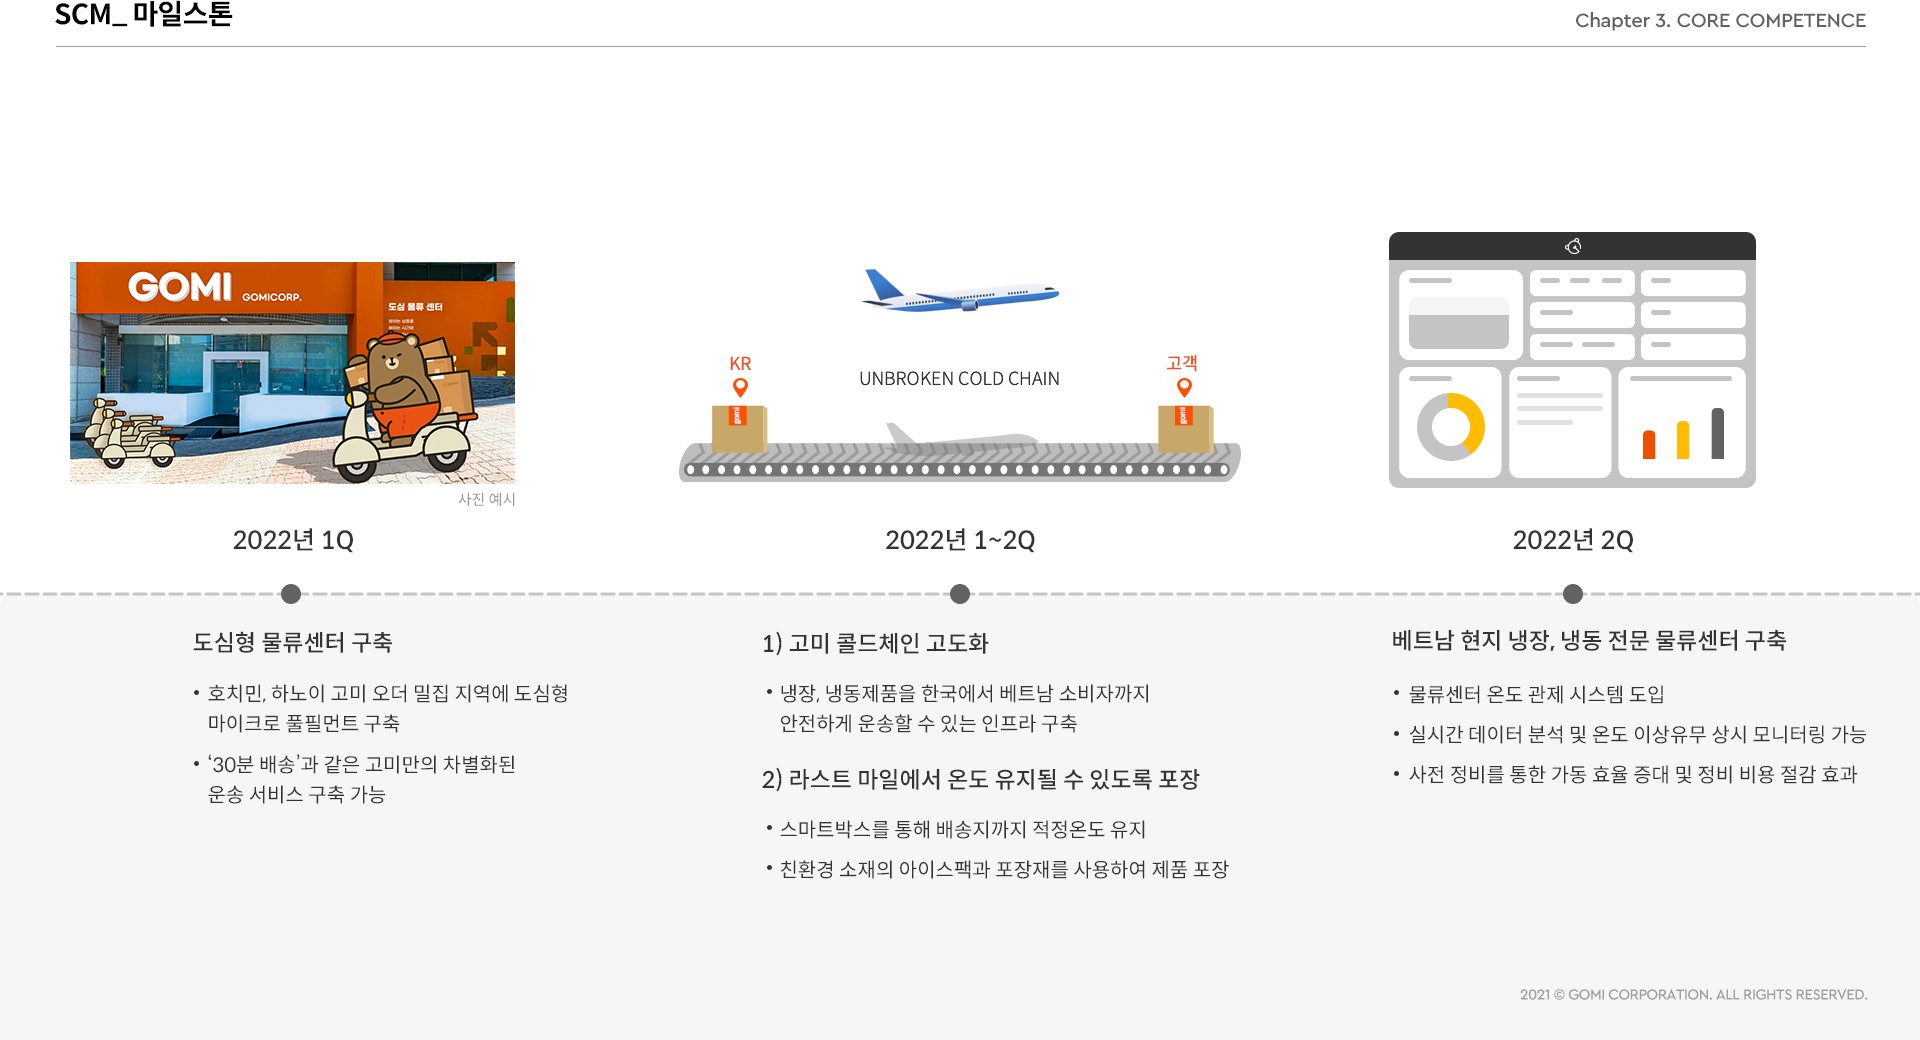 SCM_ 마일스톤
Chapter 3. CORE COMPETENCE
GOMI
GOMICORP.
도심 물류 센터
사진 예시
KR
고객
UNBROKEN COLD CHAIN
gomi
gomi
2022년 1Q
2022년 1~2Q
2022년 2Q
도심형 물류센터 구축
• 호치민, 하노이 고미 오더 밀집 지역에 도심형
마이크로 풀필먼트 구축
• ‘30분 배송’과 같은 고미만의 차별화된
운송 서비스 구축 가능
1) 고미 콜드체인 고도화
• 냉장, 냉동제품을 한국에서 베트남 소비자까지
안전하게 운송할 수 있는 인프라 구축
2) 라스트 마일에서 온도 유지될 수 있도록 포장
• 스마트박스를 통해 배송지까지 적정온도 유지
• 친환경 소재의 아이스팩과 포장재를 사용하여 제품 포장
베트남 현지 냉장, 냉동 전문 물류센터 구축
• 물류센터 온도 관제 시스템 도입
• 실시간 데이터 분석 및 온도 이상유무 상시 모니터링 가능
• 사전 정비를 통한 가동 효율 증대 및 정비 비용 절감 효과
2021 © GOMI CORPORATION. ALL RIGHTS RESERVED.